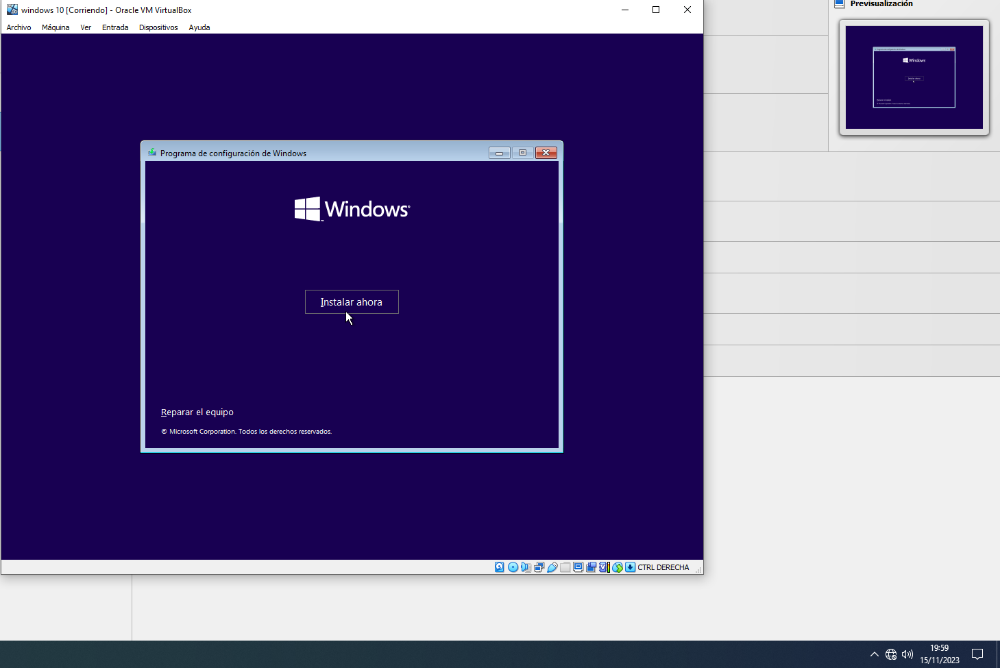 windows 10 [Corriendo] - Oracle VM VirtualBox
Archivo Máquina Ver Entrada Dispositivos Ayuda
Previsualización
Programa de configuración de Windows
Windows
Instalar ahora
Reparar el equipo
© Microsoft Corporation. Todos los derechos reservados.
CTRL DERECHA
19:59
15/11/2023